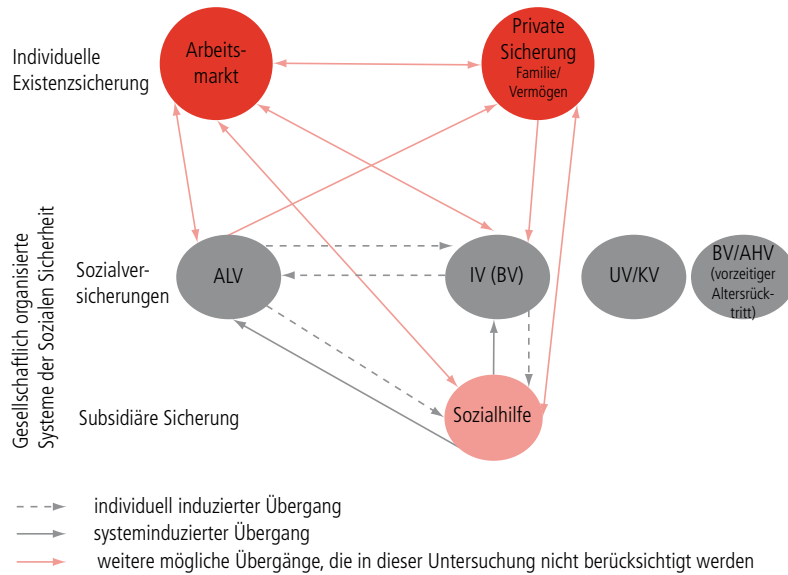 Individuelle
Existenzsicherung
Arbeits-
markt
Private
Sicherung
Familie/
Vermögen
Gesellschaftlich organisierte
Systeme der Sozialen Sicherheit
Sozialver-
sicherungen
ALV
IV (BV)
UV/KV
BV/AHV
(vorzeitiger
Altersrück-
tritt)
Subsidiäre Sicherung
Sozialhilfe
individuell induzierter Übergang
systeminduzierter Übergang
weitere mögliche Übergänge, die in dieser Untersuchung nicht berücksichtigt werden